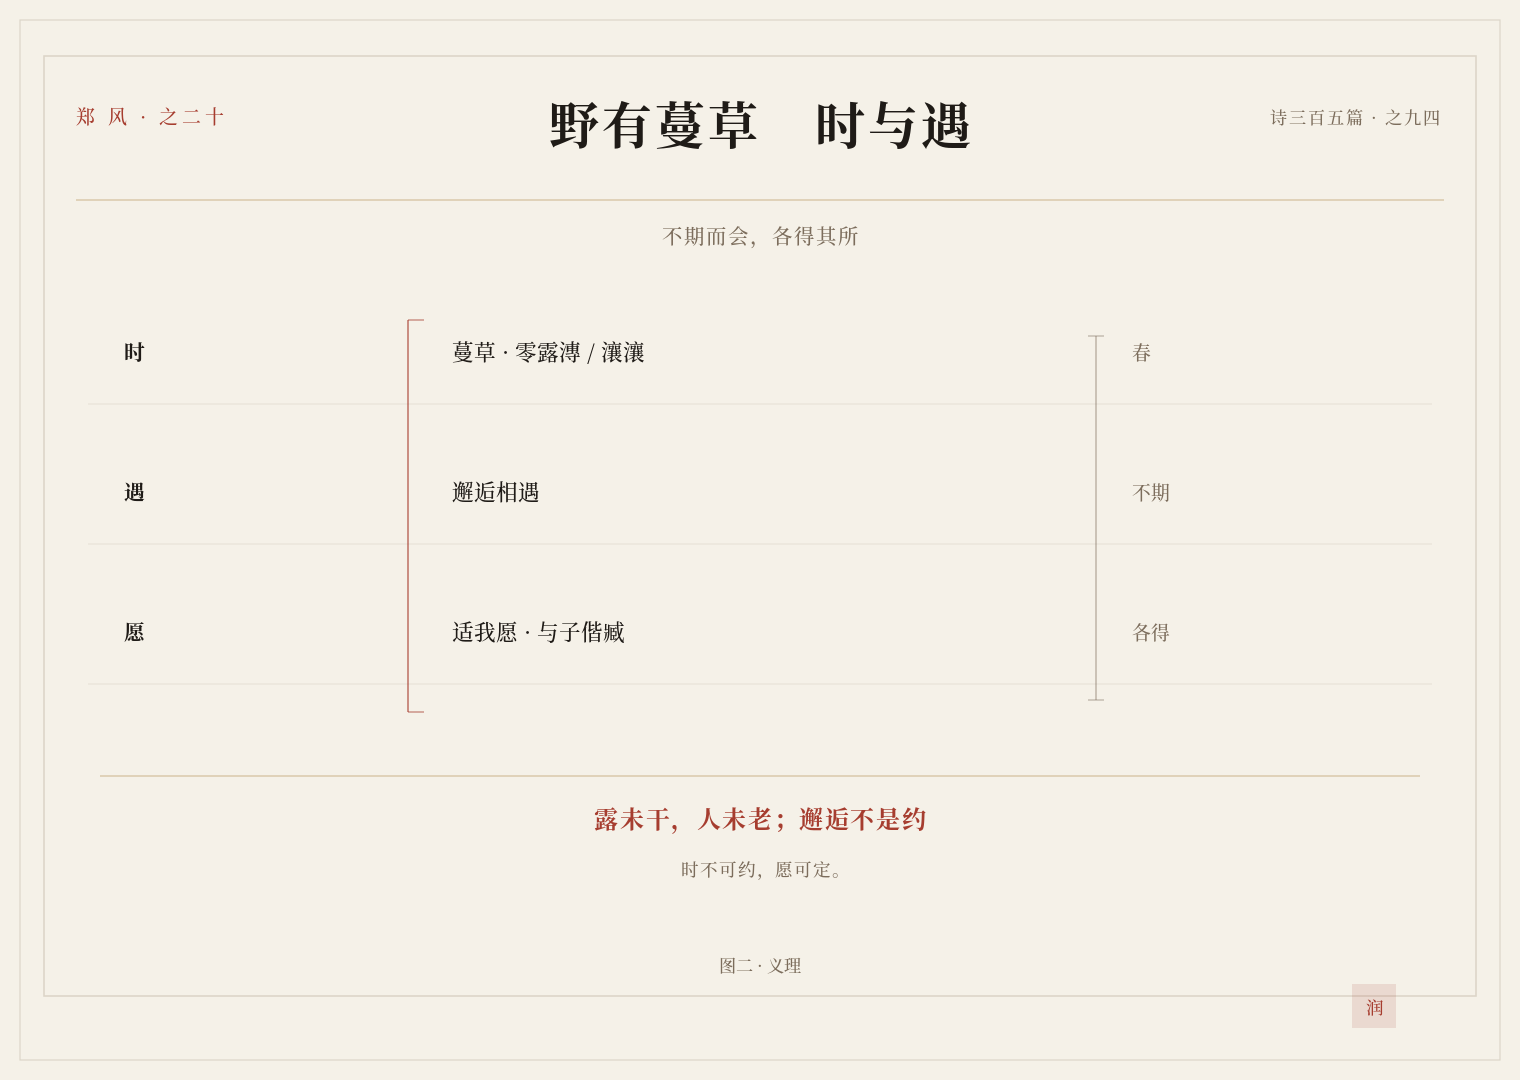 郑 风 · 之二十
野有蔓草　时与遇
诗三百五篇 · 之九四
不期而会，各得其所
时
蔓草 · 零露漙 / 瀼瀼
春
遇
邂逅相遇
不期
愿
适我愿 · 与子偕臧
各得
露未干，人未老；邂逅不是约
时不可约，愿可定。
图二 · 义理
润